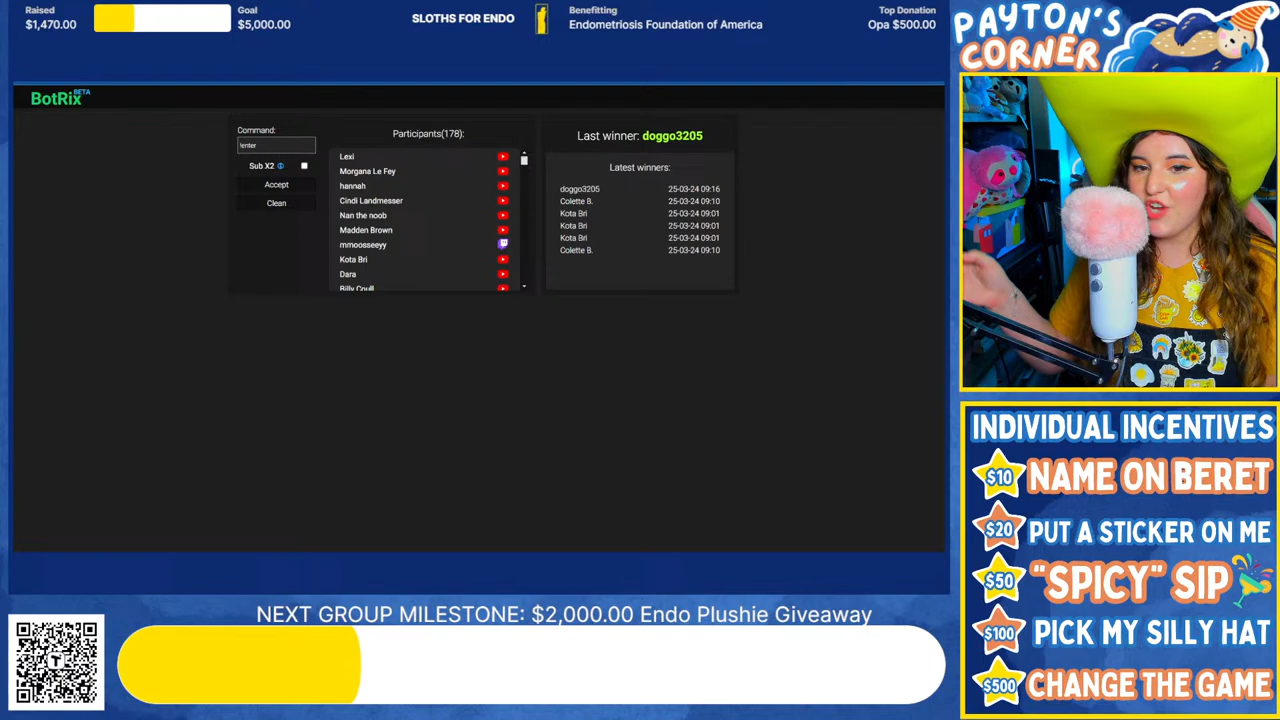 Raised
$1,470.00
Goal
$5,000.00
SLOTHS FOR ENDO
Benefitting
Endometriosis Foundation of America
Top Donation
Opa $500.00
PAYTON'S
CORNER
BotRix BETA
Command:
!enter
Sub X2
Accept
Clean
Participants(178):
Lexi
Morgana Le Fey
hannah
Cindi Landmesser
Nan the noob
Madden Brown
mmoosseeyy
Kota Bri
Dara
Billy Coull
Last winner: doggo3205
Latest winners:
doggo3205 25-03-24 09:16
Colette B. 25-03-24 09:10
Kota Bri 25-03-24 09:01
Kota Bri 25-03-24 09:01
Kota Bri 25-03-24 09:01
Colette B. 25-03-24 09:10
INDIVIDUAL INCENTIVES
$10 NAME ON BERET
$20 PUT A STICKER ON ME
$50 "SPICY" SIP
$100 PICK MY SILLY HAT
$500 CHANGE THE GAME
NEXT GROUP MILESTONE: $2,000.00 Endo Plushie Giveaway
T